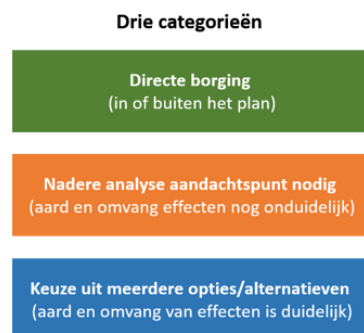 Drie categorieën
Directe borging
(in of buiten het plan)
Nadere analyse aandachtspunt nodig
(aard en omvang effecten nog onduidelijk)
Keuze uit meerdere opties/alternatieven
(aard en omvang van effecten is duidelijk)